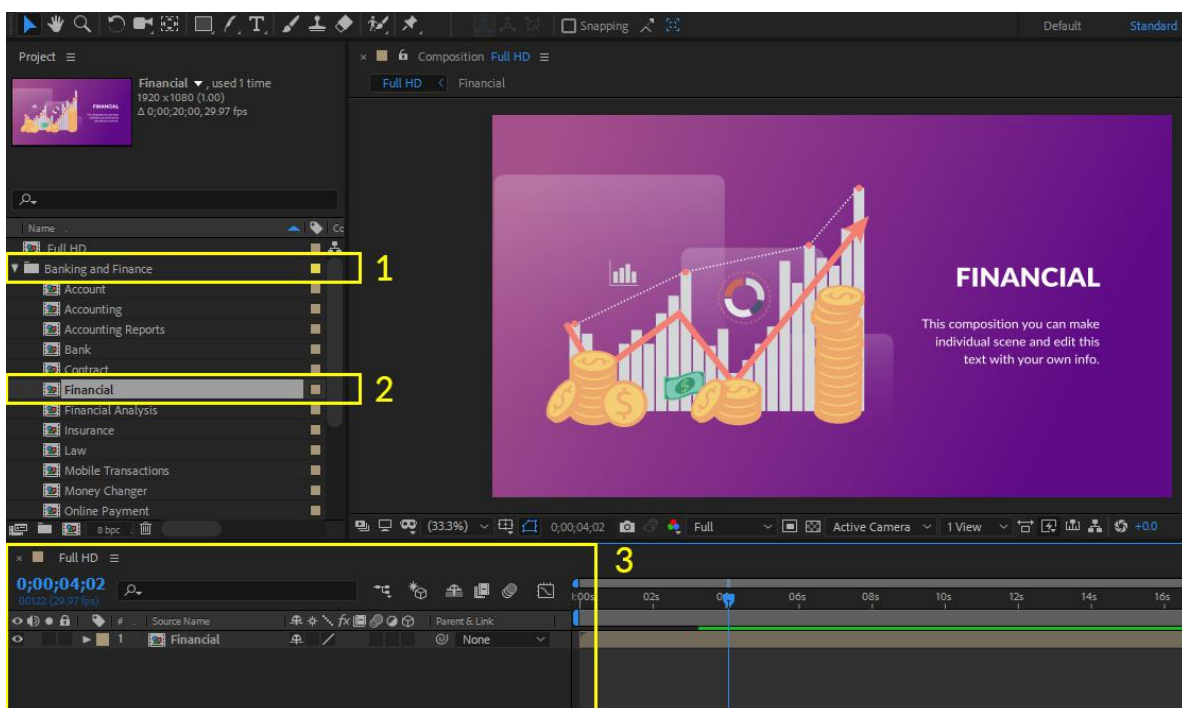 Snapping
Default
Standard
Project
Financial , used 1 time
1920 x 1080 (1.00)
Δ 0;00;20;00, 29.97 fps
Name
Full HD
Banking and Finance
1
Account
Accounting
Accounting Reports
Bank
Contract
Financial
2
Financial Analysis
Insurance
Law
Mobile Transactions
Money Changer
Online Payment
8 bpc
Composition Full HD
Full HD < Financial
FINANCIAL
This composition you can make
individual scene and edit this
text with your own info.
(33.3%)
0;00;04;02
Full
Active Camera
1 View
+0.0
Full HD
3
0;00;04;02
00122 (29.97 fps)
# Source Name
Parent & Link
1 Financial
None
02s
06s
08s
10s
12s
14s
16s